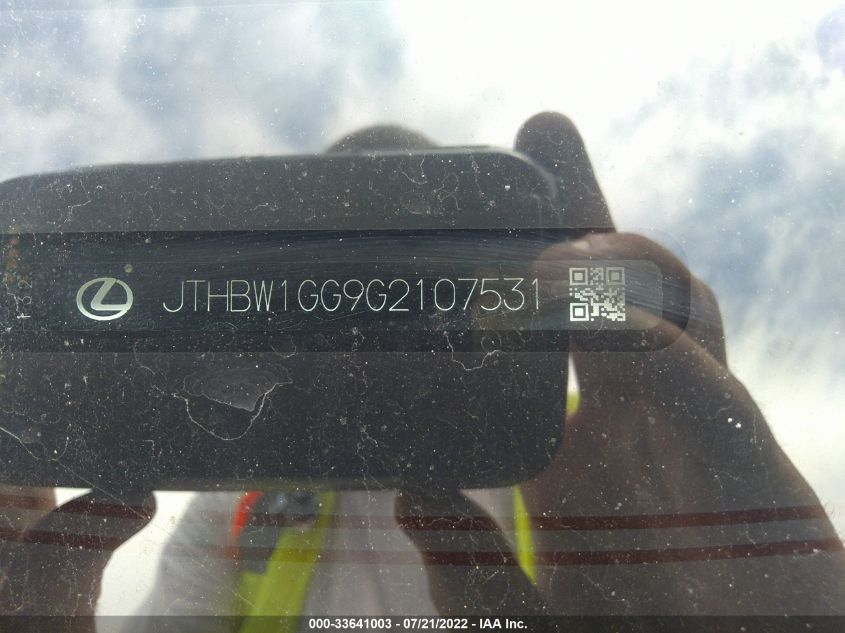 JTHBW1GG9G2107531
000-33641003 - 07/21/2022 - IAA Inc.